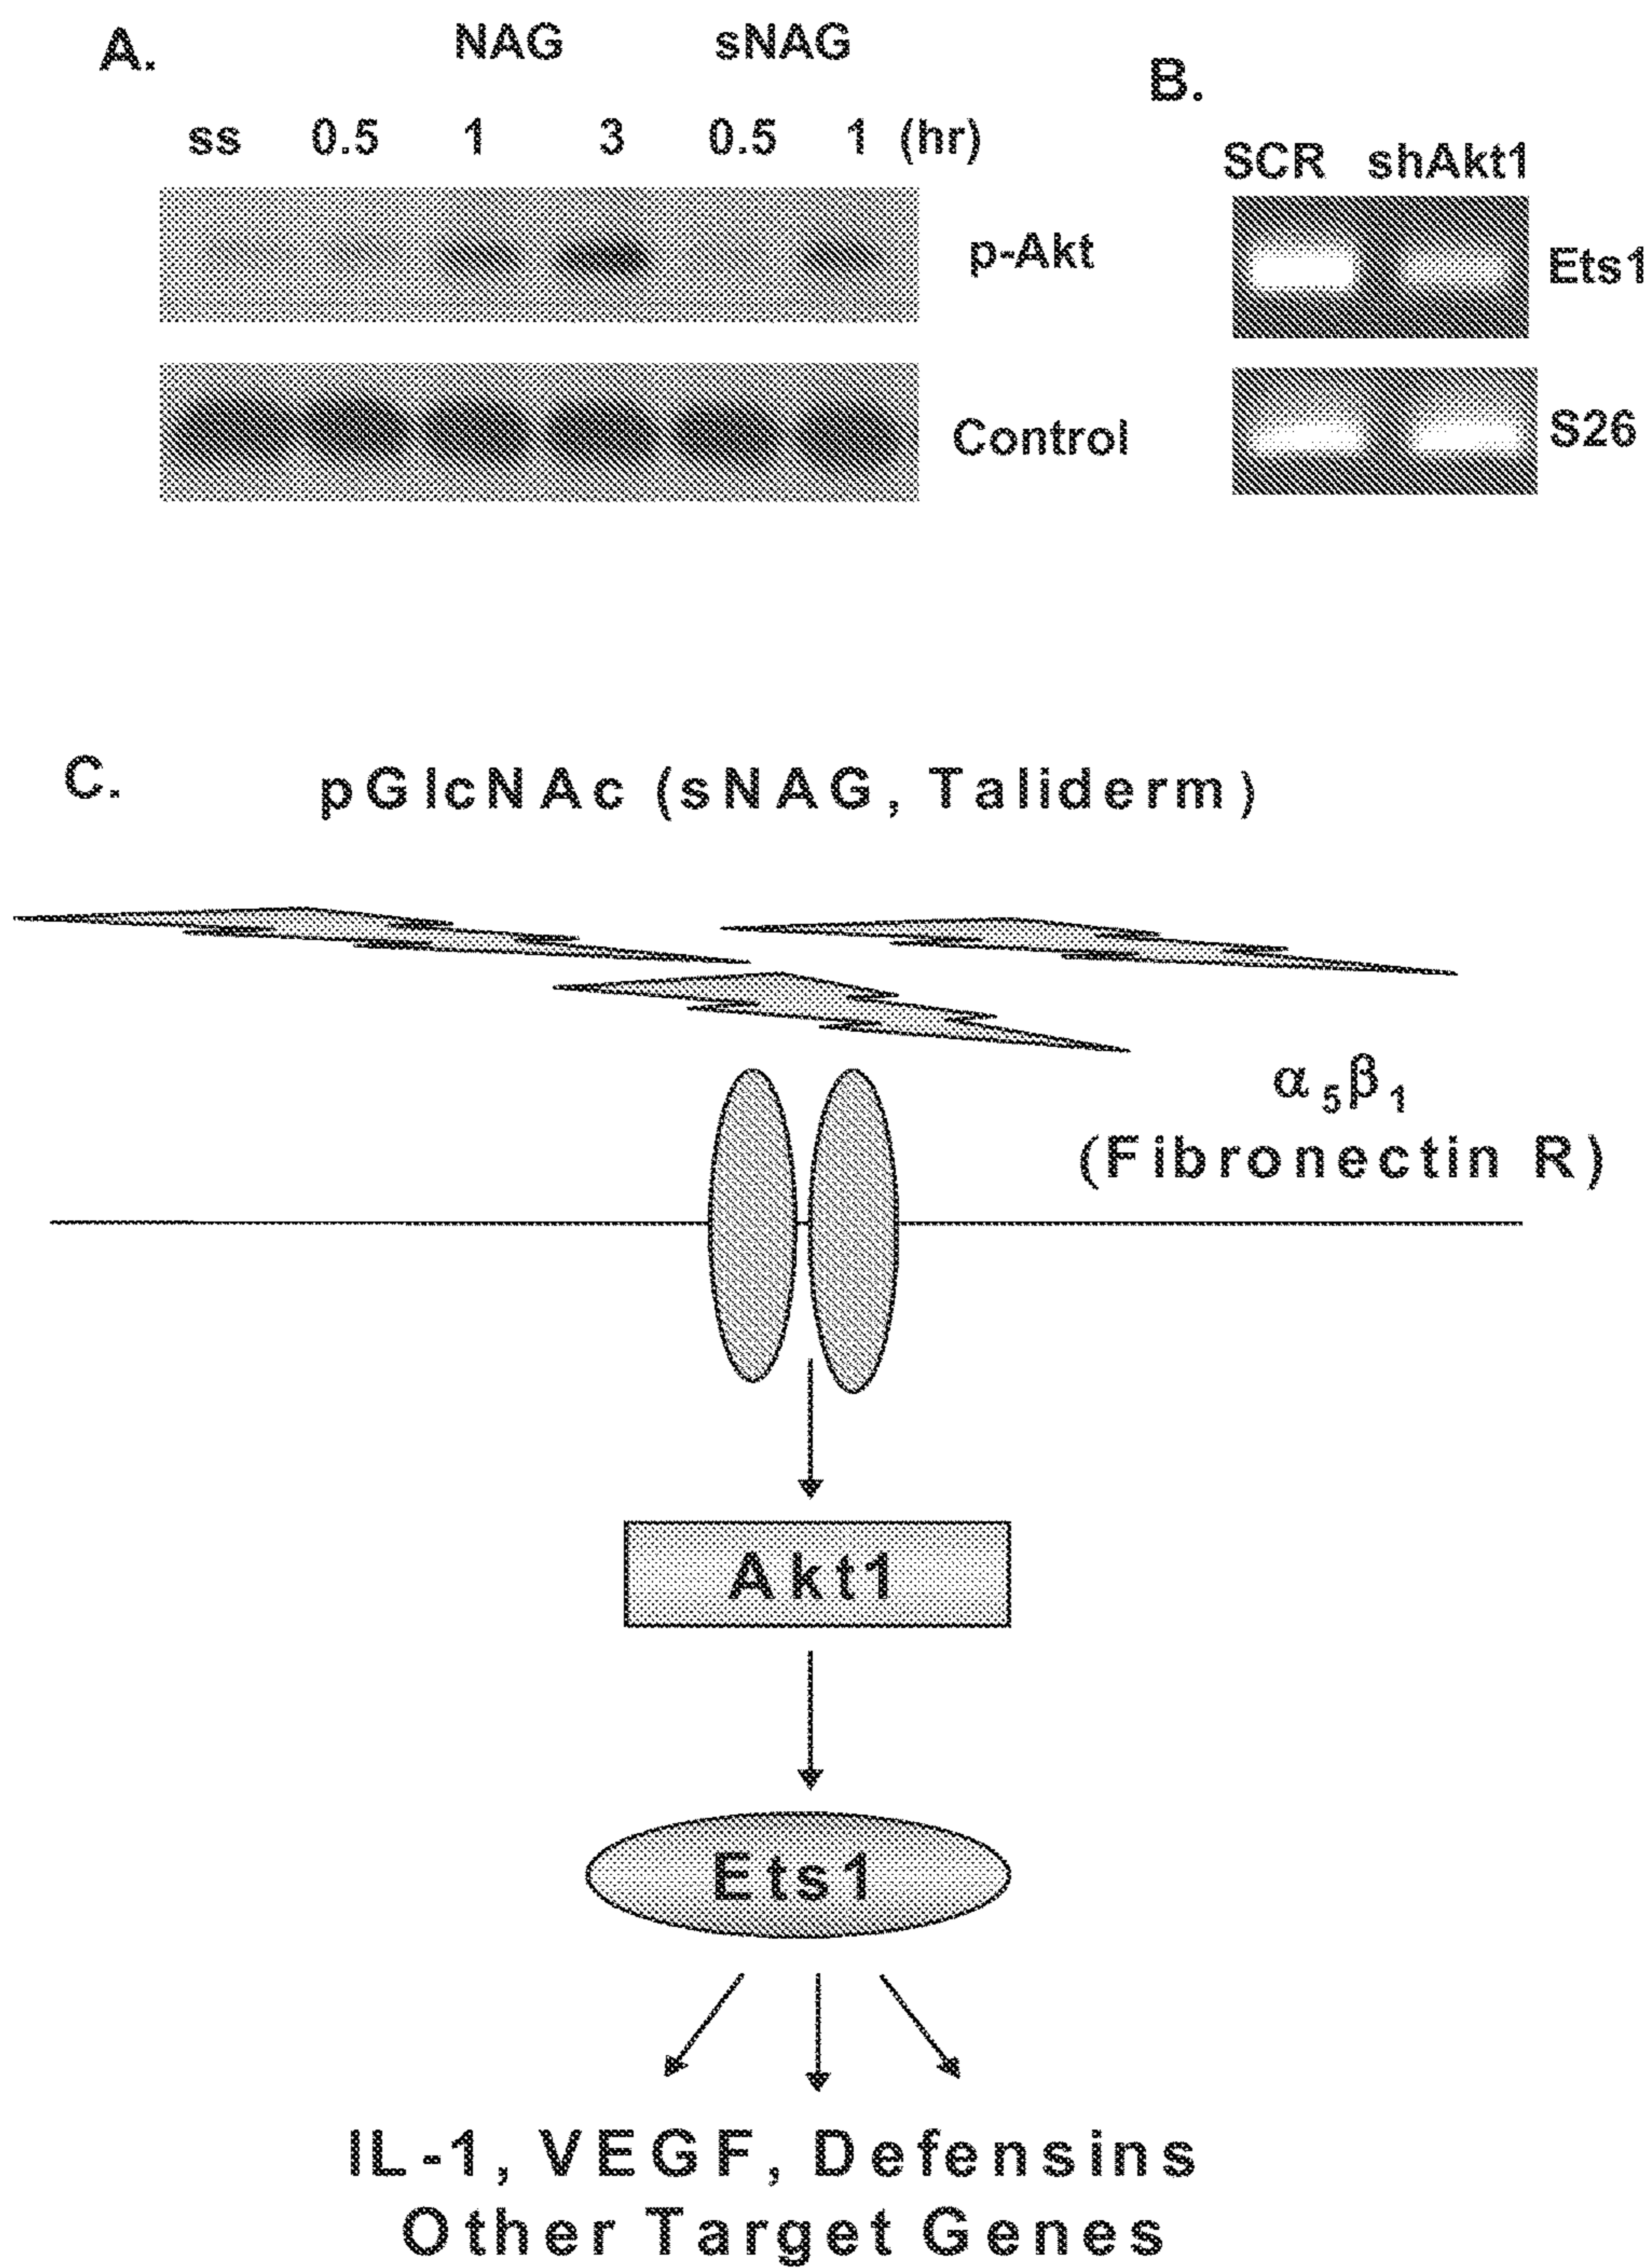 A.
NAG sNAG
ss 0.5 1 3 0.5 1 (hr)
p-Akt
Control
B.
SCR shAkt1
Ets1
S26
C.
pGlcNAc (sNAG, Taliderm)
α5β1
(Fibronectin R)
Akt1
Ets1
IL-1, VEGF, Defensins
Other Target Genes